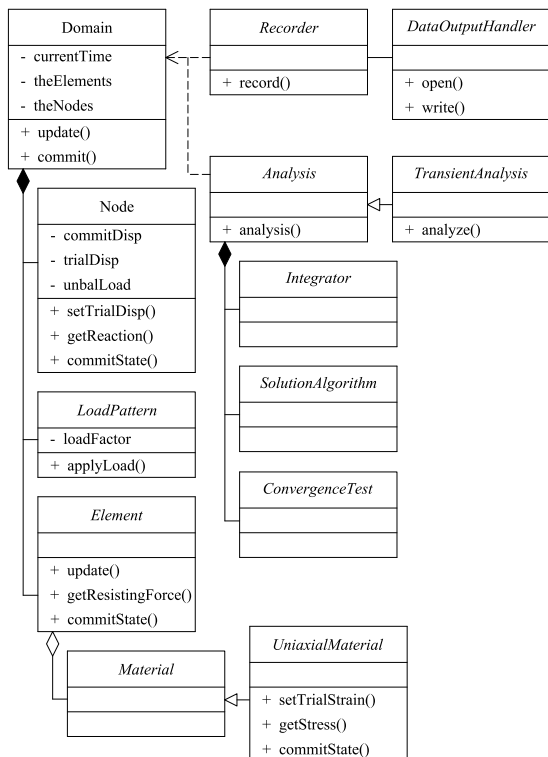 Domain
- currentTime
- theElements
- theNodes
+ update()
+ commit()
Recorder
+ record()
DataOutputHandler
+ open()
+ write()
Analysis
+ analysis()
TransientAnalysis
+ analyze()
Node
- commitDisp
- trialDisp
- unbalLoad
+ setTrialDisp()
+ getReaction()
+ commitState()
Integrator
SolutionAlgorithm
LoadPattern
- loadFactor
+ applyLoad()
ConvergenceTest
Element
+ update()
+ getResistingForce()
+ commitState()
Material
UniaxialMaterial
+ setTrialStrain()
+ getStress()
+ commitState()